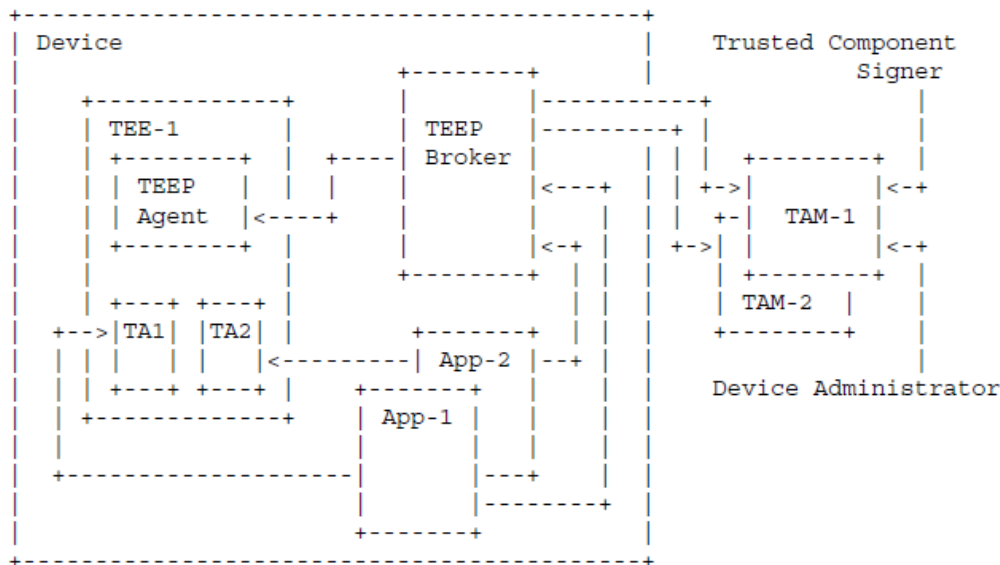 Device Trusted Component
Signer
TEE-1 TEEP
Broker
TEEP
Agent TAM-1
TAM-2
TA1 TA2
App-2
Device Administrator
App-1